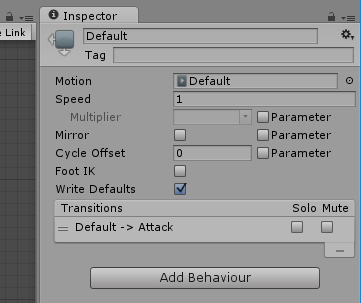 Inspector
e Link
Default
Tag
Motion Default
Speed 1
Multiplier Parameter
Mirror Parameter
Cycle Offset 0 Parameter
Foot IK
Write Defaults
Transitions Solo Mute
Default -> Attack
Add Behaviour